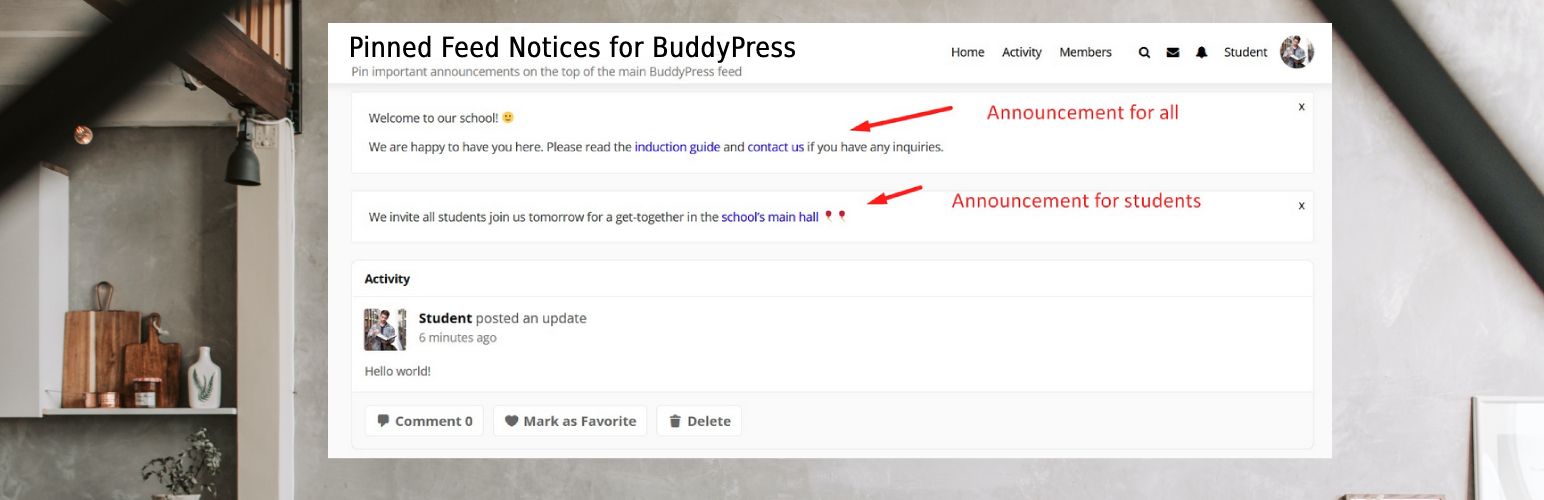 Pinned Feed Notices for BuddyPress
Pin important announcements on the top of the main BuddyPress feed
Home Activity Members Student
Welcome to our school! 🙂
Announcement for all
x
We are happy to have you here. Please read the induction guide and contact us if you have any inquiries.
Announcement for students
x
We invite all students join us tomorrow for a get-together in the school's main hall 🎈🎈
Activity
Student posted an update
6 minutes ago
Hello world!
Comment 0 Mark as Favorite Delete